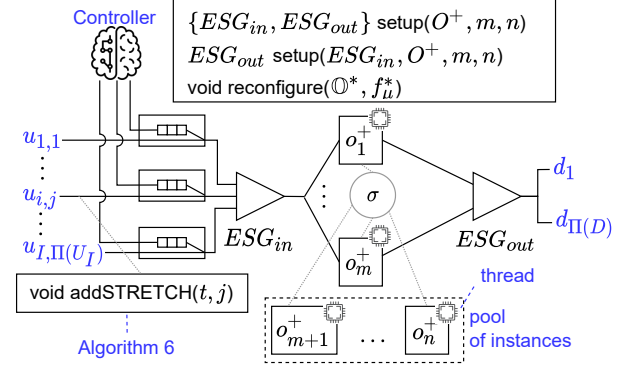 Controller
{ESG_in, ESG_out} setup(O^+, m, n)
ESG_out setup(ESG_in, O^+, m, n)
void reconfigure(𝕆^*, f_μ^*)
u_{1,1}
u_{i,j}
u_{I,Π(U_I)}
ESG_in
o_1^+
σ
o_m^+
ESG_out
d_1
d_{Π(D)}
void addSTRETCH(t, j)
Algorithm 6
o_{m+1}^+
...
o_n^+
thread
pool
of instances